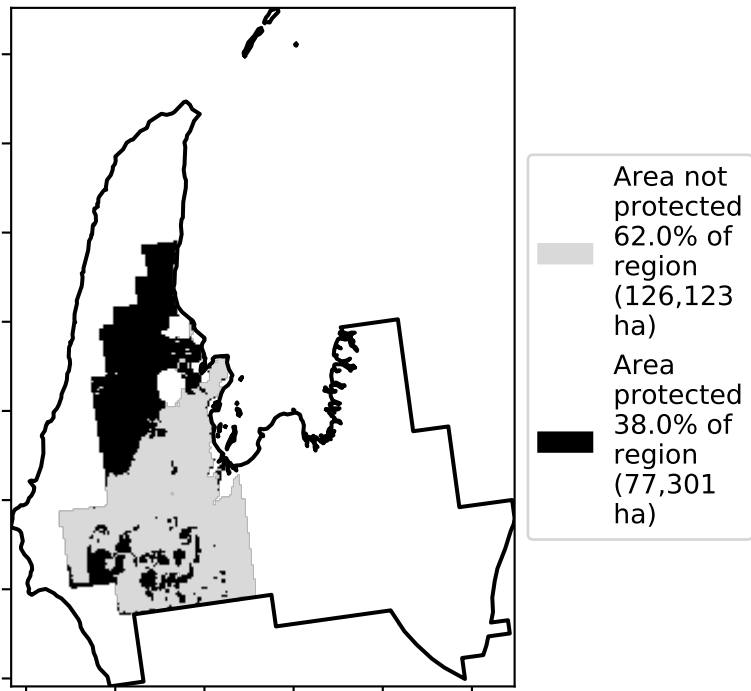 Area not
protected
62.0% of
region
(126,123
ha)
Area
protected
38.0% of
region
(77,301
ha)